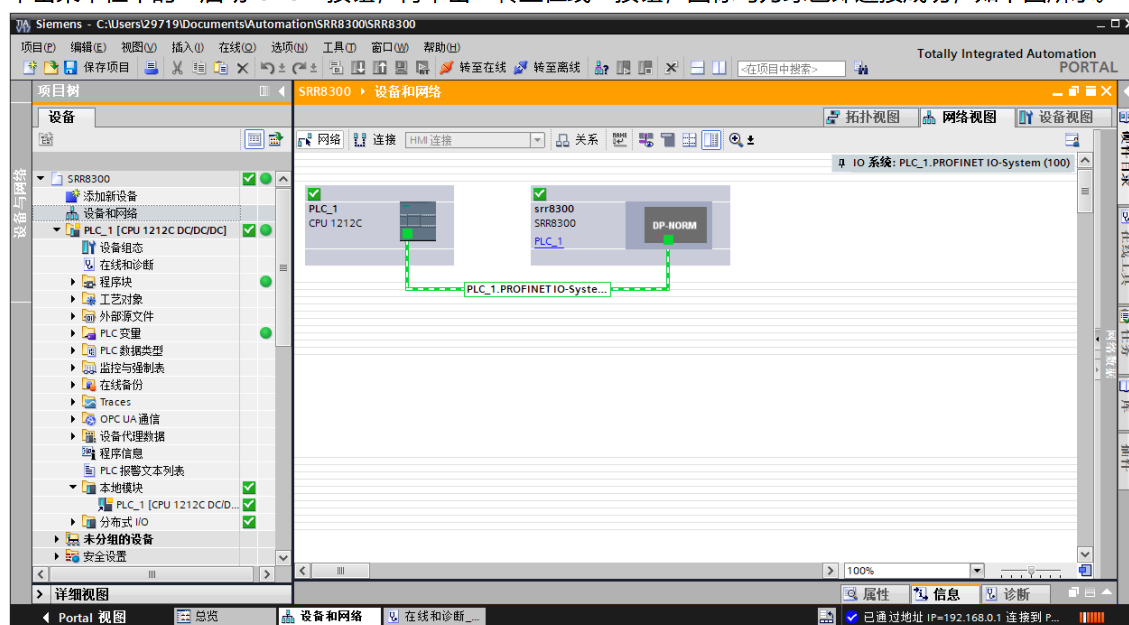 Siemens - C:\Users\29719\Documents\Automation\SRR8300\SRR8300
项目(P) 编辑(E) 视图(V) 插入(I) 在线(O) 选项(N) 工具(T) 窗口(W) 帮助(H)
Totally Integrated Automation
PORTAL
保存项目 转至在线 转至离线 <在项目中搜索>
项目树
SRR8300 设备和网络
设备
拓扑视图 网络视图 设备视图
网络 连接 HMI 连接 关系
IO 系统: PLC_1.PROFINET IO-System (100)
设备与网络
SRR8300
添加新设备
设备和网络
PLC_1 [CPU 1212C DC/DC/DC]
设备组态
在线和诊断
程序块
工艺对象
外部源文件
PLC 变量
PLC 数据类型
监控与强制表
在线备份
Traces
OPC UA 通信
设备代理数据
程序信息
PLC 报警文本列表
本地模块
PLC_1 [CPU 1212C DC/D...
分布式 I/O
未分组的设备
安全设置
PLC_1
CPU 1212C
srr8300
SRR8300
PLC_1
DP-NORM
PLC_1.PROFINET IO-Syste...
100%
详细视图
属性 信息 诊断
Portal 视图 总览 设备和网络 在线和诊断_...
已通过地址 IP=192.168.0.1 连接到 P...